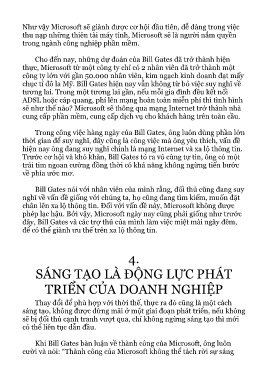 Như vậy Microsoft sẽ giành được cơ hội đầu tiên, dễ dàng trong việc
thu nạp những thiên tài máy tính, Microsoft sẽ là người nắm quyền
trong ngành công nghiệp phần mềm.
Cho đến nay, những dự đoán của Bill Gates đã trở thành hiện
thực, Microsoft từ một công ty chỉ có 2 nhân viên đã trở thành một
công ty lớn với gần 50.000 nhân viên, kim ngạch kinh doanh đạt mấy
chục tỉ đô la Mỹ. Bill Gates hiện nay vẫn không từ bỏ việc suy nghĩ về
tương lai. Trong một tương lai gần, nếu mỗi gia đình đều kết nối
ADSL hoặc cáp quang, phí lên mạng hoàn toàn miễn phí thì tình hình
sẽ như thế nào? Microsoft sẽ thông qua mạng Internet trở thành nhà
cung cấp phần mềm, cung cấp dịch vụ cho khách hàng trên toàn cầu.
Trong công việc hàng ngày của Bill Gates, ông luôn dùng phần lớn
thời gian để suy nghĩ, đây cũng là công việc mà ông yêu thích, vấn đề
hiện nay ông đang suy nghĩ chính là mạng Internet và xa lộ thông tin.
Trước cơ hội và khó khăn, Bill Gates tỏ ra vô cùng tự tin, ông có một
trái tim ngoan cường đồng thời có khả năng không ngừng tiến bước
về phía ước mơ.
Bill Gates nói với nhân viên của mình rằng, đối thủ cũng đang suy
nghĩ về vấn đề giống với chúng ta, họ cũng đang tìm kiếm, muốn đặt
chân lên xa lộ thông tin. Đối với vấn đề này, Microsoft không được
phép lạc hậu. Bởi vậy, Microsoft ngày nay cũng phải giống như trước
đây, Bill Gates và các trợ thủ của mình làm việc miệt mài ngày đêm,
để có thể giành ưu thế trên xa lộ thông tin.
4.
SÁNG TẠO LÀ ĐỘNG LỰC PHÁT
TRIỂN CỦA DOANH NGHIỆP
Thay đổi để phù hợp với thời thế, thực ra đó cũng là một cách
sáng tạo, không được dừng mãi ở một giai đoạn phát triển, nếu không
sẽ bị đối thủ cạnh tranh vượt qua, chỉ không ngừng sáng tạo thì mới
có thể liên tục dẫn đầu.
Khi Bill Gates bàn luận về thành công của Microsoft, ông luôn
cười và nói: "Thành công của Microsoft không thể tách rời sự sáng